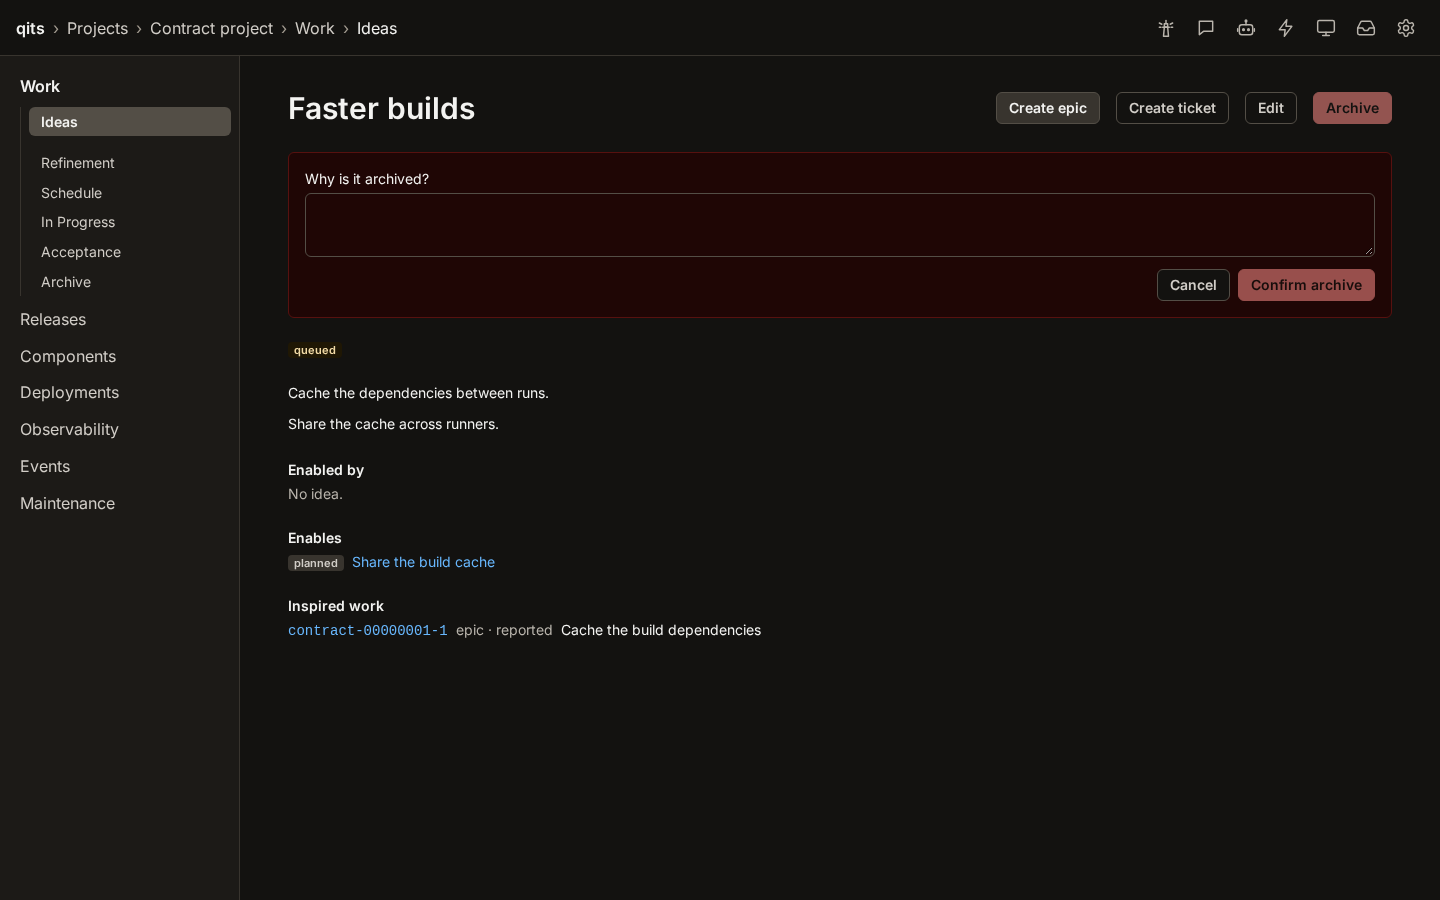 qits › Projects › Contract project › Work › Ideas
Work
Ideas
Refinement
Schedule
In Progress
Acceptance
Archive
Releases
Components
Deployments
Observability
Events
Maintenance
Faster builds
Create epic
Create ticket
Edit
Archive
Why is it archived?
Cancel
Confirm archive
queued
Cache the dependencies between runs.
Share the cache across runners.
Enabled by
No idea.
Enables
planned Share the build cache
Inspired work
contract-00000001-1 epic · reported Cache the build dependencies